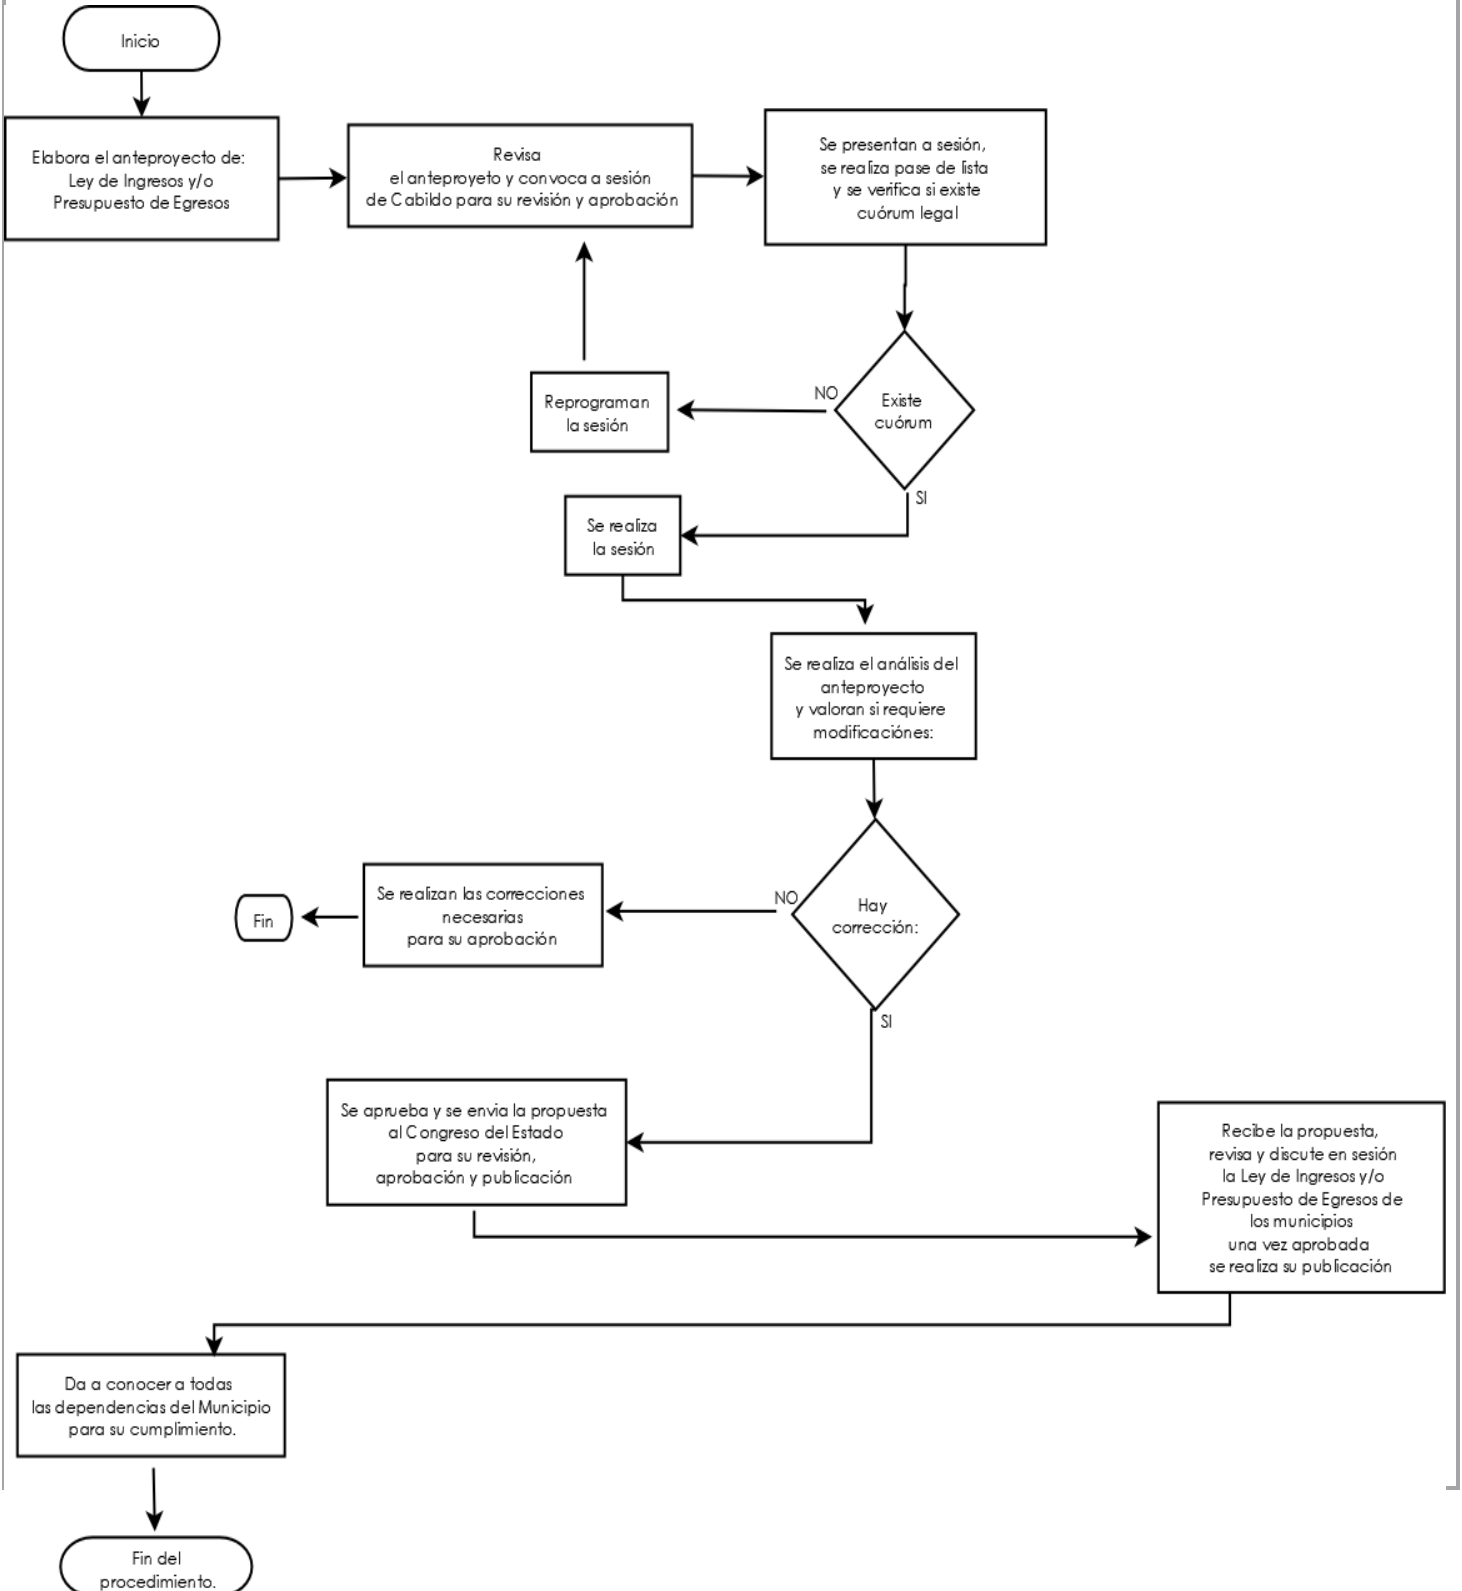 Inicio
Elabora el anteproyecto de:
Ley de Ingresos y/o
Presupuesto de Egresos
Revisa
el anteproyeto y convoca a sesión
de Cabildo para su revisión y aprobación
Se presentan a sesión,
se realiza pase de lista
y se verifica si existe
cuórum legal
Existe
cuórum
NO
Reprograman
la sesión
SI
Se realiza
la sesión
Se realiza el análisis del
anteproyecto
y valoran si requiere
modificaciónes:
Hay
corrección:
NO
Se realizan las correcciones
necesarias
para su aprobación
Fin
SI
Se aprueba y se envia la propuesta
al Congreso del Estado
para su revisión,
aprobación y publicación
Recibe la propuesta,
revisa y discute en sesión
la Ley de Ingresos y/o
Presupuesto de Egresos de
los municipios
una vez aprobada
se realiza su publicación
Da a conocer a todas
las dependencias del Municipio
para su cumplimiento.
Fin del
procedimiento.